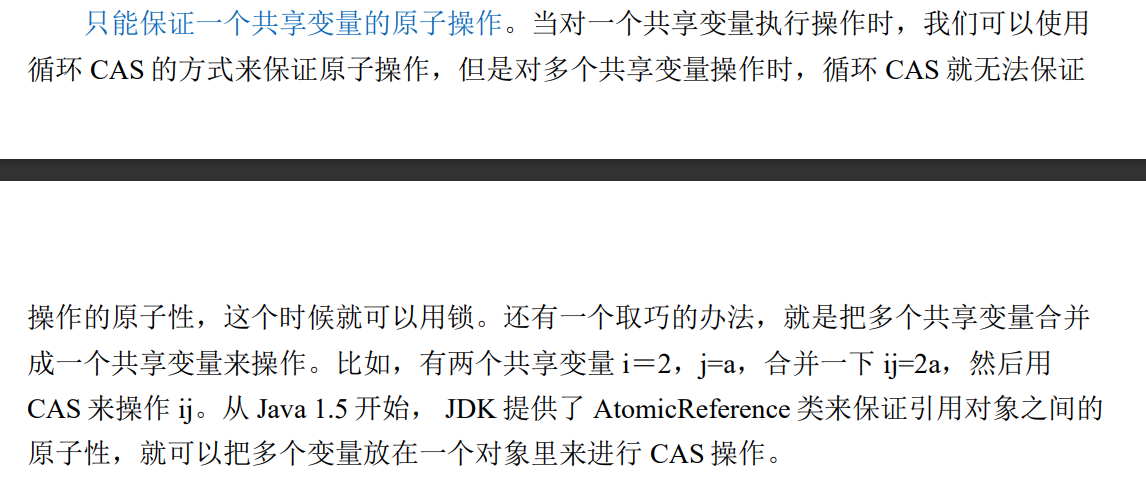 只能保证一个共享变量的原子操作。当对一个共享变量执行操作时，我们可以使用
循环 CAS 的方式来保证原子操作，但是对多个共享变量操作时，循环 CAS 就无法保证
操作的原子性，这个时候就可以用锁。还有一个取巧的办法，就是把多个共享变量合并
成一个共享变量来操作。比如，有两个共享变量 i＝2，j=a，合并一下 ij=2a，然后用
CAS 来操作 ij。从 Java 1.5 开始， JDK 提供了 AtomicReference 类来保证引用对象之间的
原子性，就可以把多个变量放在一个对象里来进行 CAS 操作。